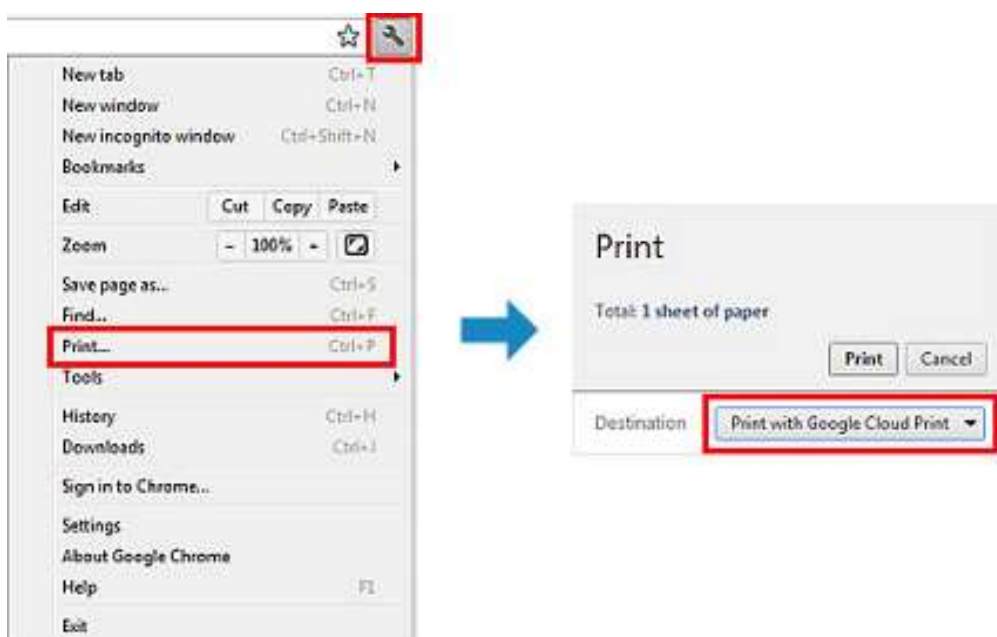 New tab Ctrl+T
New window Ctrl+N
New incognito window Ctrl+Shift+N
Bookmarks
Edit Cut Copy Paste
Zoom - 100% +
Save page as... Ctrl+S
Find... Ctrl+F
Print... Ctrl+P
Tools
History Ctrl+H
Downloads Ctrl+J
Sign in to Chrome...
Settings
About Google Chrome
Help F1
Exit
Print
Total: 1 sheet of paper
Print Cancel
Destination Print with Google Cloud Print